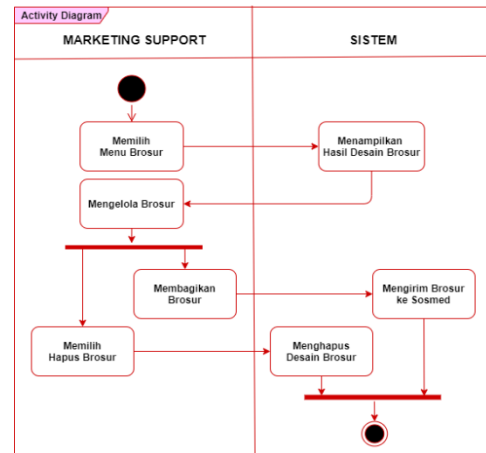 Activity Diagram
MARKETING SUPPORT
SISTEM
Memilih
Menu Brosur
Menampilkan
Hasil Desain Brosur
Mengelola Brosur
Membagikan
Brosur
Mengirim Brosur
ke Sosmed
Memilih
Hapus Brosur
Menghapus
Desain Brosur